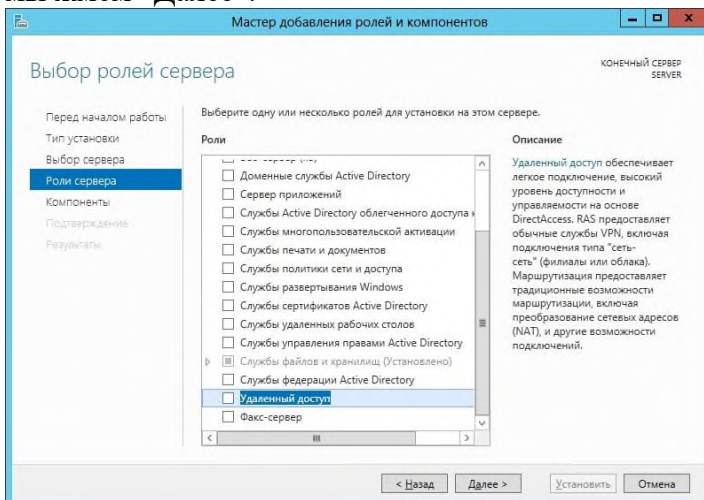 Мастер добавления ролей и компонентов
Выбор ролей сервера
КОНЕЧНЫЙ СЕРВЕР
SERVER
Перед началом работы
Тип установки
Выбор сервера
Роли сервера
Компоненты
Подтверждение
Результаты
Выберите одну или несколько ролей для установки на этом сервере.
Роли
Доменные службы Active Directory
Сервер приложений
Службы Active Directory облегченного доступа к
Службы многопользовательской активации
Службы печати и документов
Службы политики сети и доступа
Службы развертывания Windows
Службы сертификатов Active Directory
Службы удаленных рабочих столов
Службы управления правами Active Directory
Службы файлов и хранилищ (Установлено)
Службы федерации Active Directory
Удаленный доступ
Факс-сервер
Описание
Удаленный доступ обеспечивает
легкое подключение, высокий
уровень доступности и
управляемости на основе
DirectAccess. RAS предоставляет
обычные службы VPN, включая
подключения типа "сеть-
сеть" (филиалы или облака).
Маршрутизация предоставляет
традиционные возможности
маршрутизации, включая
преобразование сетевых адресов
(NAT), и другие возможности
подключений.
< Назад
Далее >
Установить
Отмена